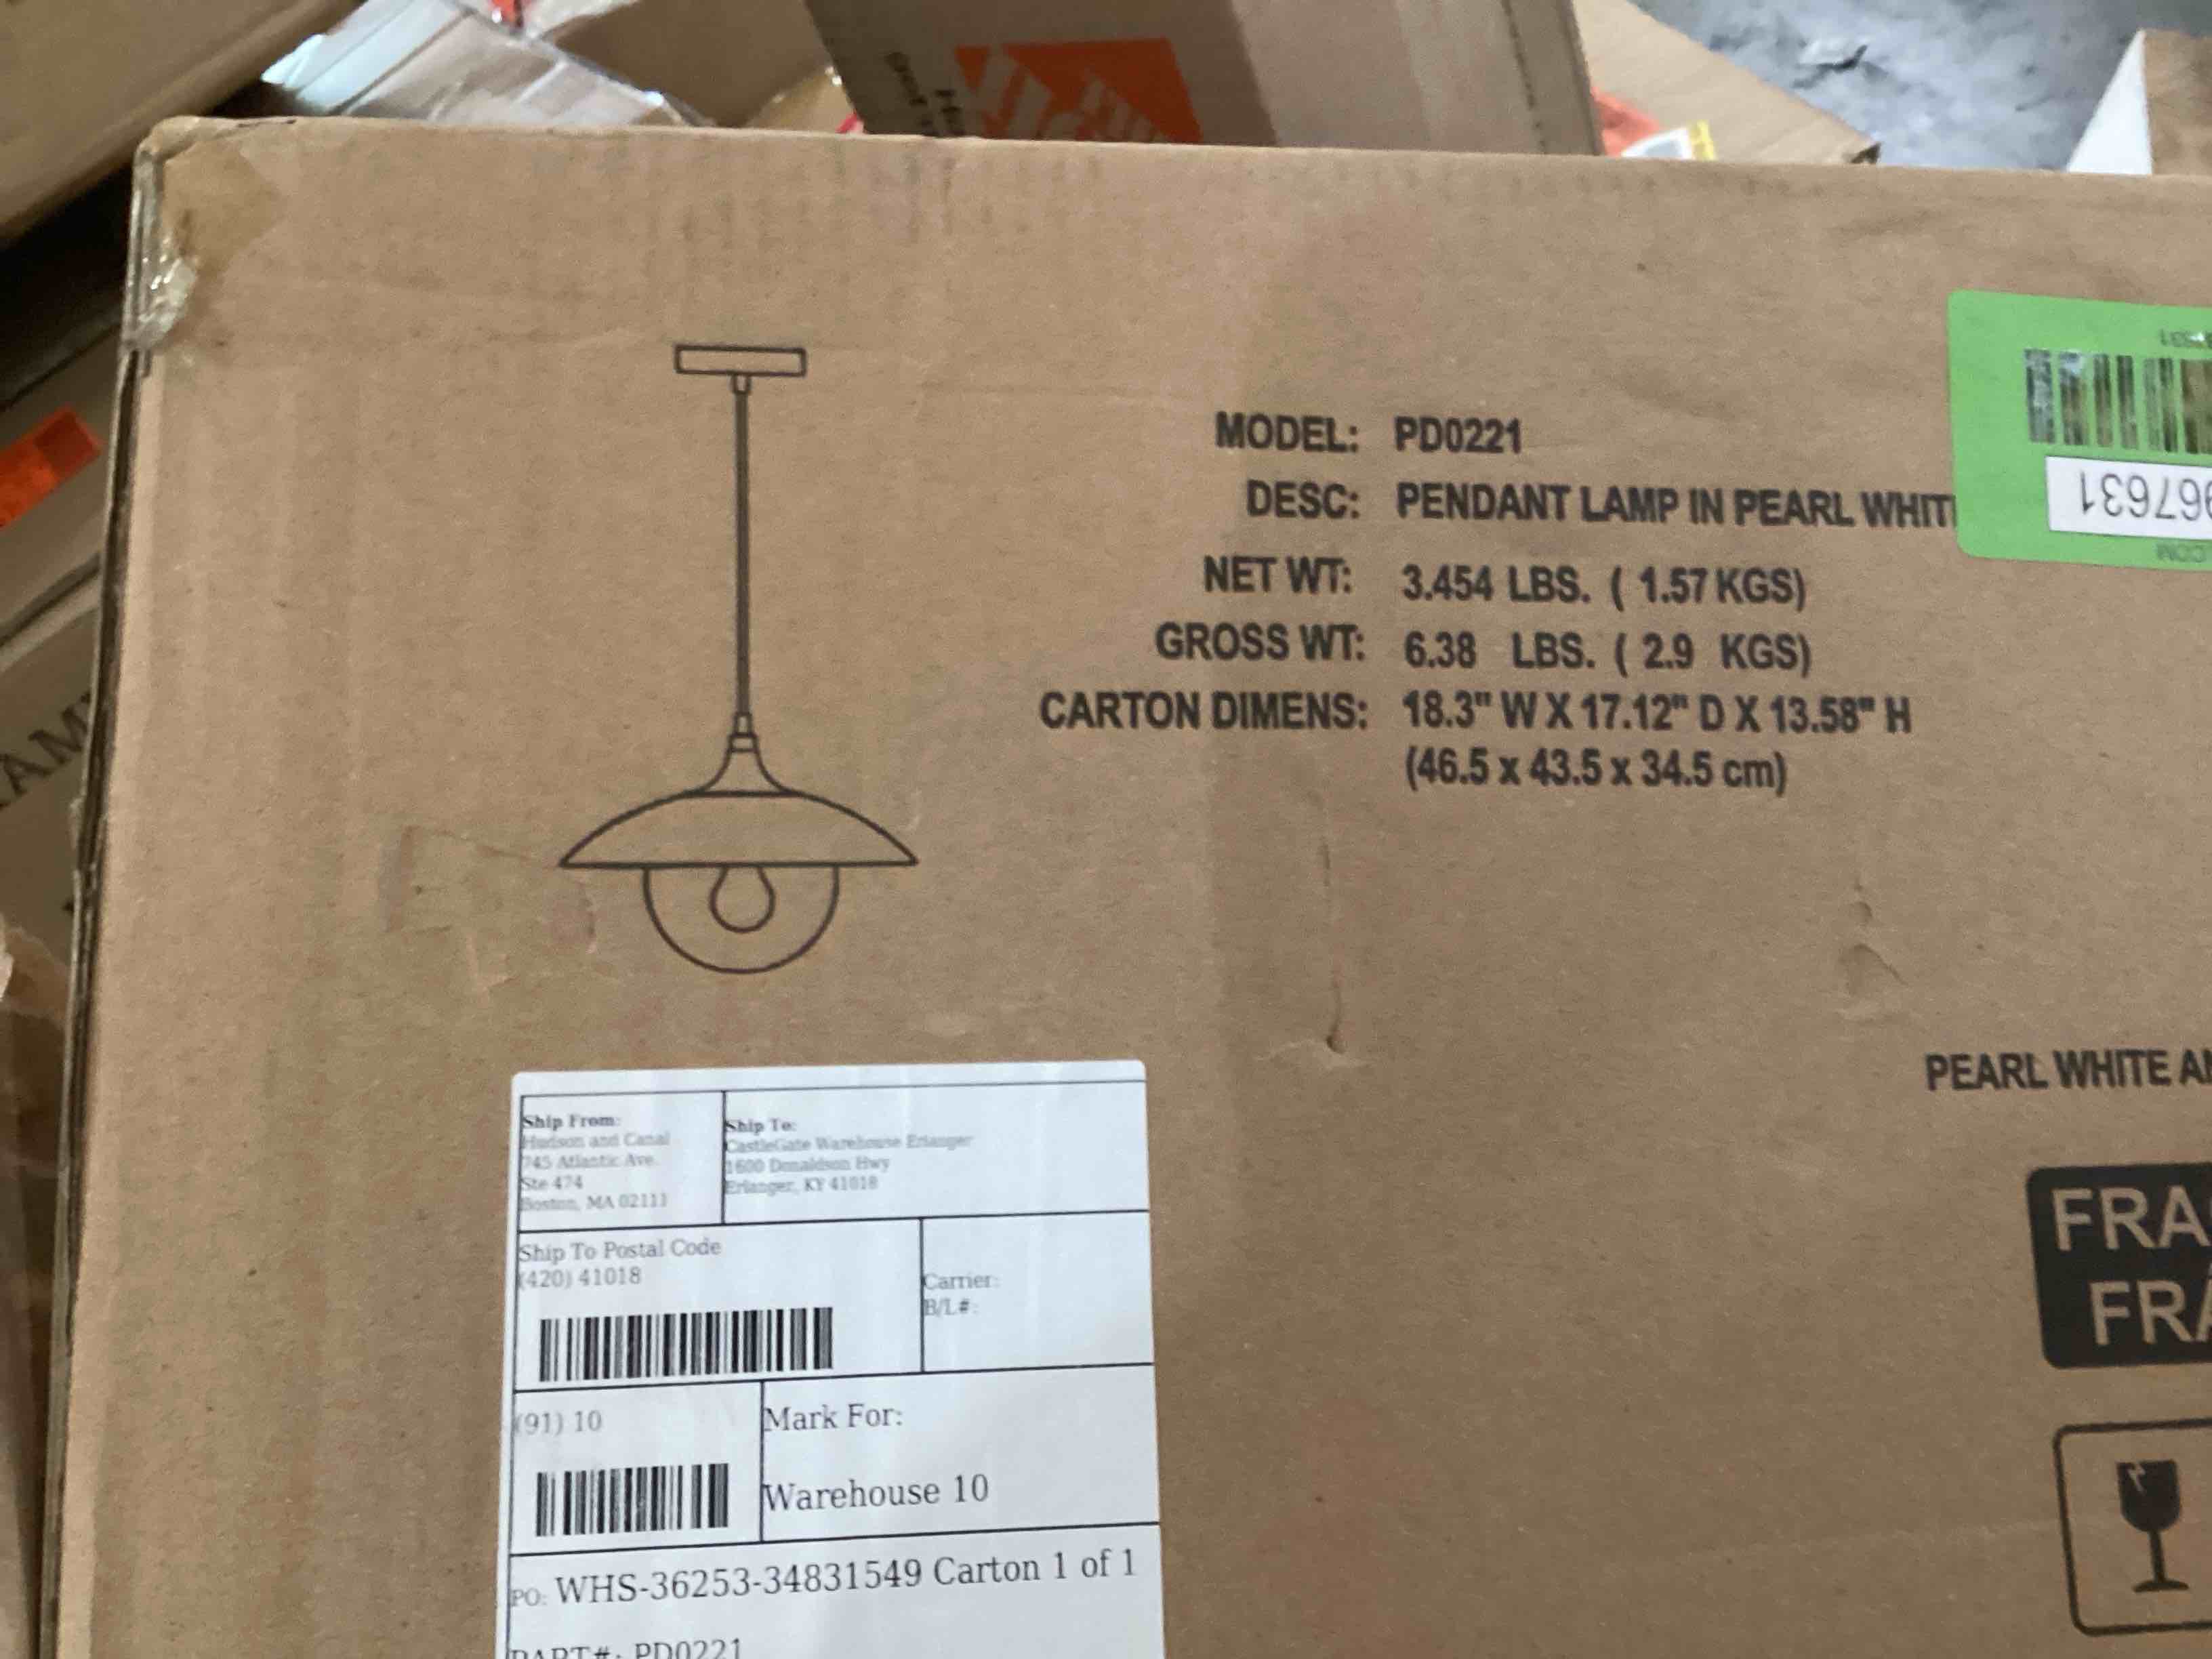 MODEL: PD0221
DESC: PENDANT LAMP IN PEARL WHIT
NET WT: 3.454 LBS. ( 1.57 KGS)
GROSS WT: 6.38 LBS. ( 2.9 KGS)
CARTON DIMENS: 18.3" W X 17.12" D X 13.58" H
(46.5 x 43.5 x 34.5 cm)
67631
COM
PEARL WHITE
FRA
FRA
Ship From:
Hudson and Canal
745 Atlantic Ave.
Ste 474
Boston, MA 02111
Ship To:
CastleGate Warehouse Erlanger
1600 Donaldson Hwy
Erlanger, KY 41018
Ship To Postal Code
(420) 41018
Carrier:
B/L#:
(91) 10
Mark For:
Warehouse 10
PO: WHS-36253-34831549 Carton 1 of 1
PART#: PD0221